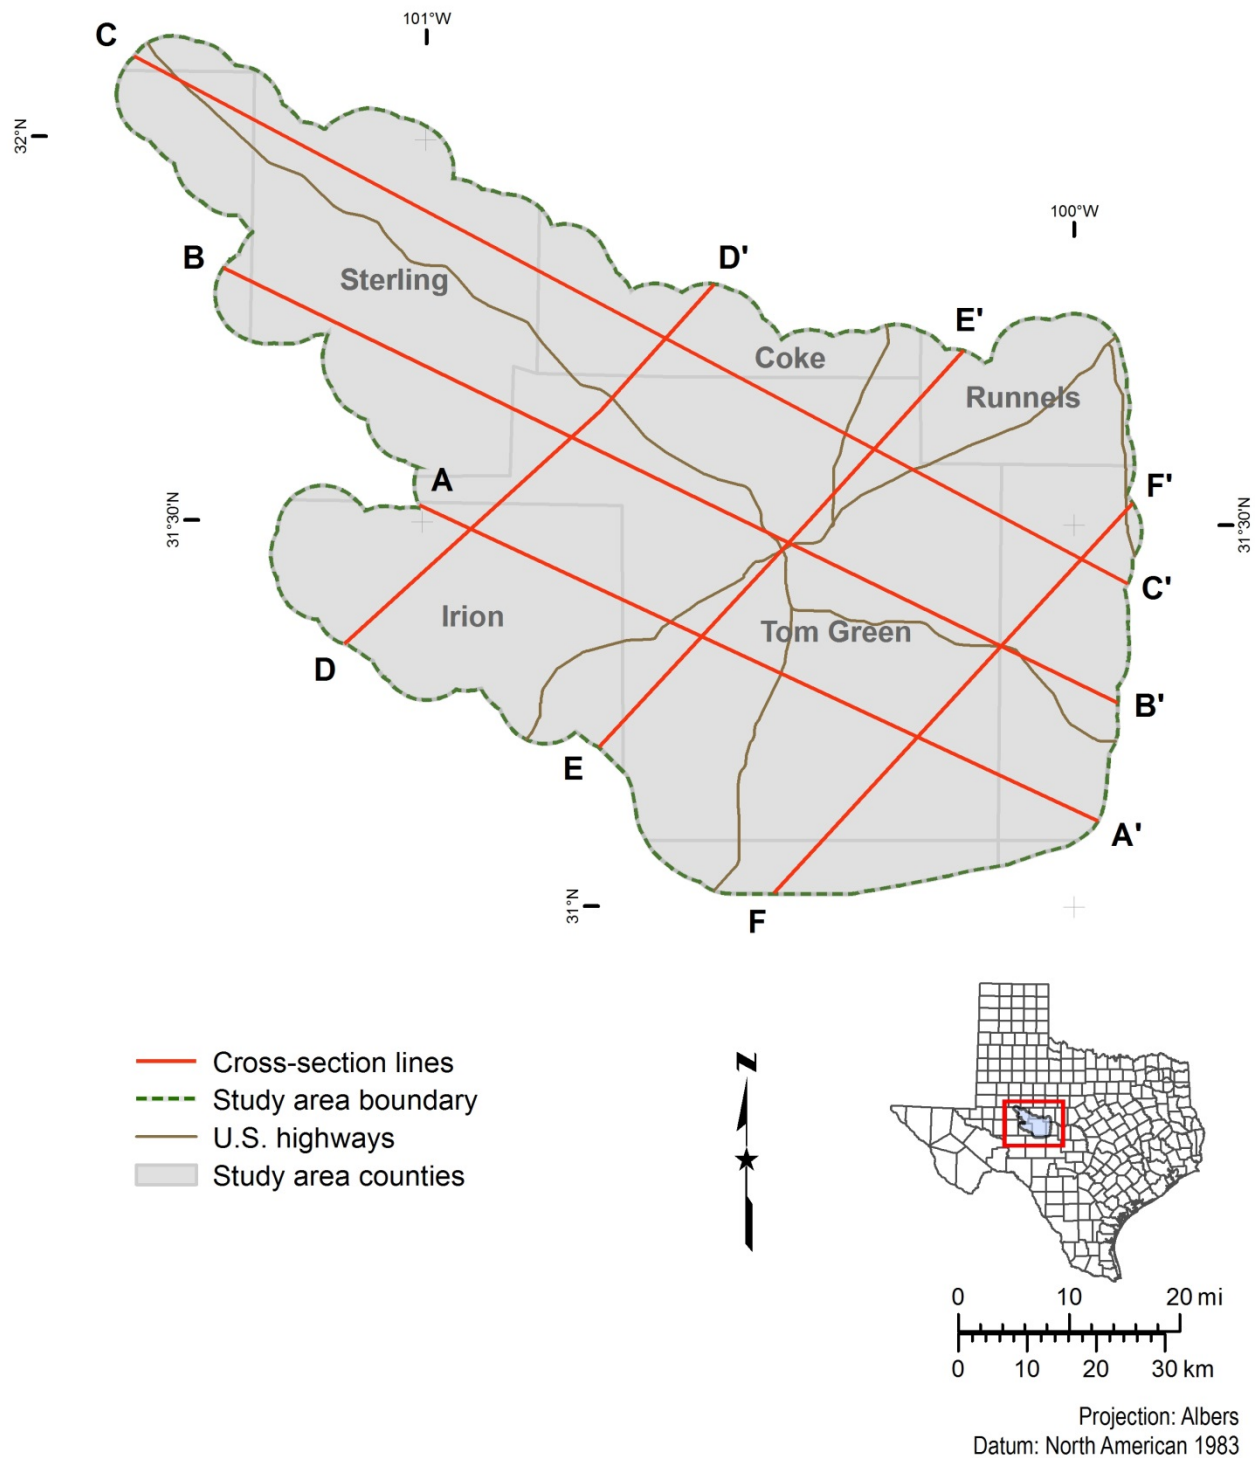 101°W
C
32°N
100°W
B
D'
Sterling
E'
Coke
Runnels
A
F'
31°30'N
31°30'N
C'
Irion
Tom Green
D
B'
E
A'
31°N
F
Cross-section lines
Study area boundary
U.S. highways
Study area counties
N
0 10 20 mi
0 10 20 30 km
Projection: Albers
Datum: North American 1983